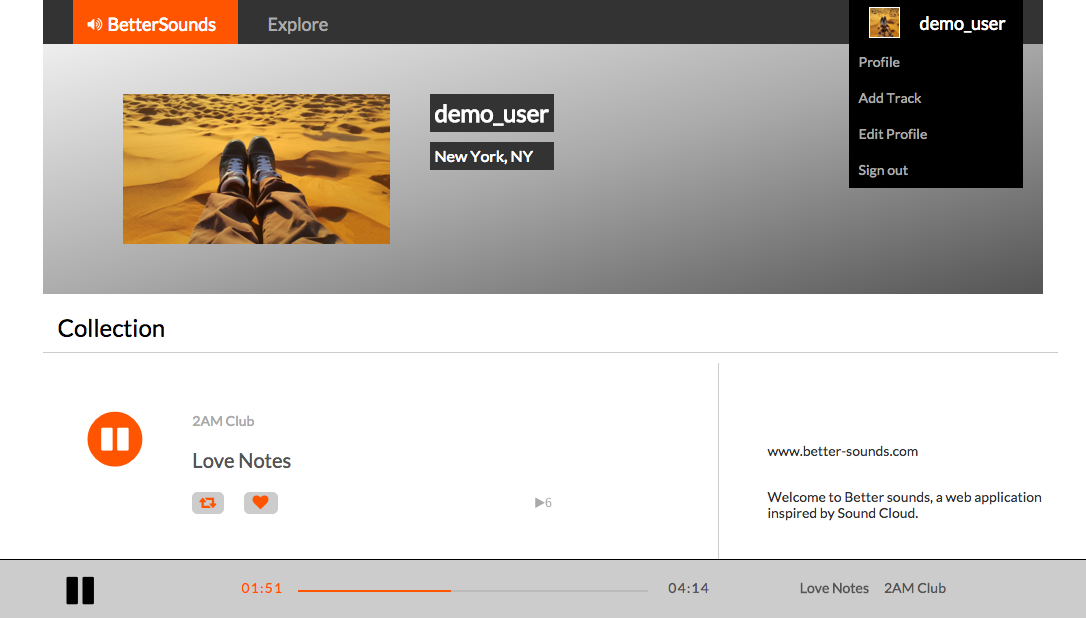 BetterSounds
Explore
demo_user
Profile
Add Track
Edit Profile
Sign out
demo_user
New York, NY
Collection
2AM Club
Love Notes
6
www.better-sounds.com
Welcome to Better sounds, a web application
inspired by Sound Cloud.
01:51
04:14
Love Notes 2AM Club